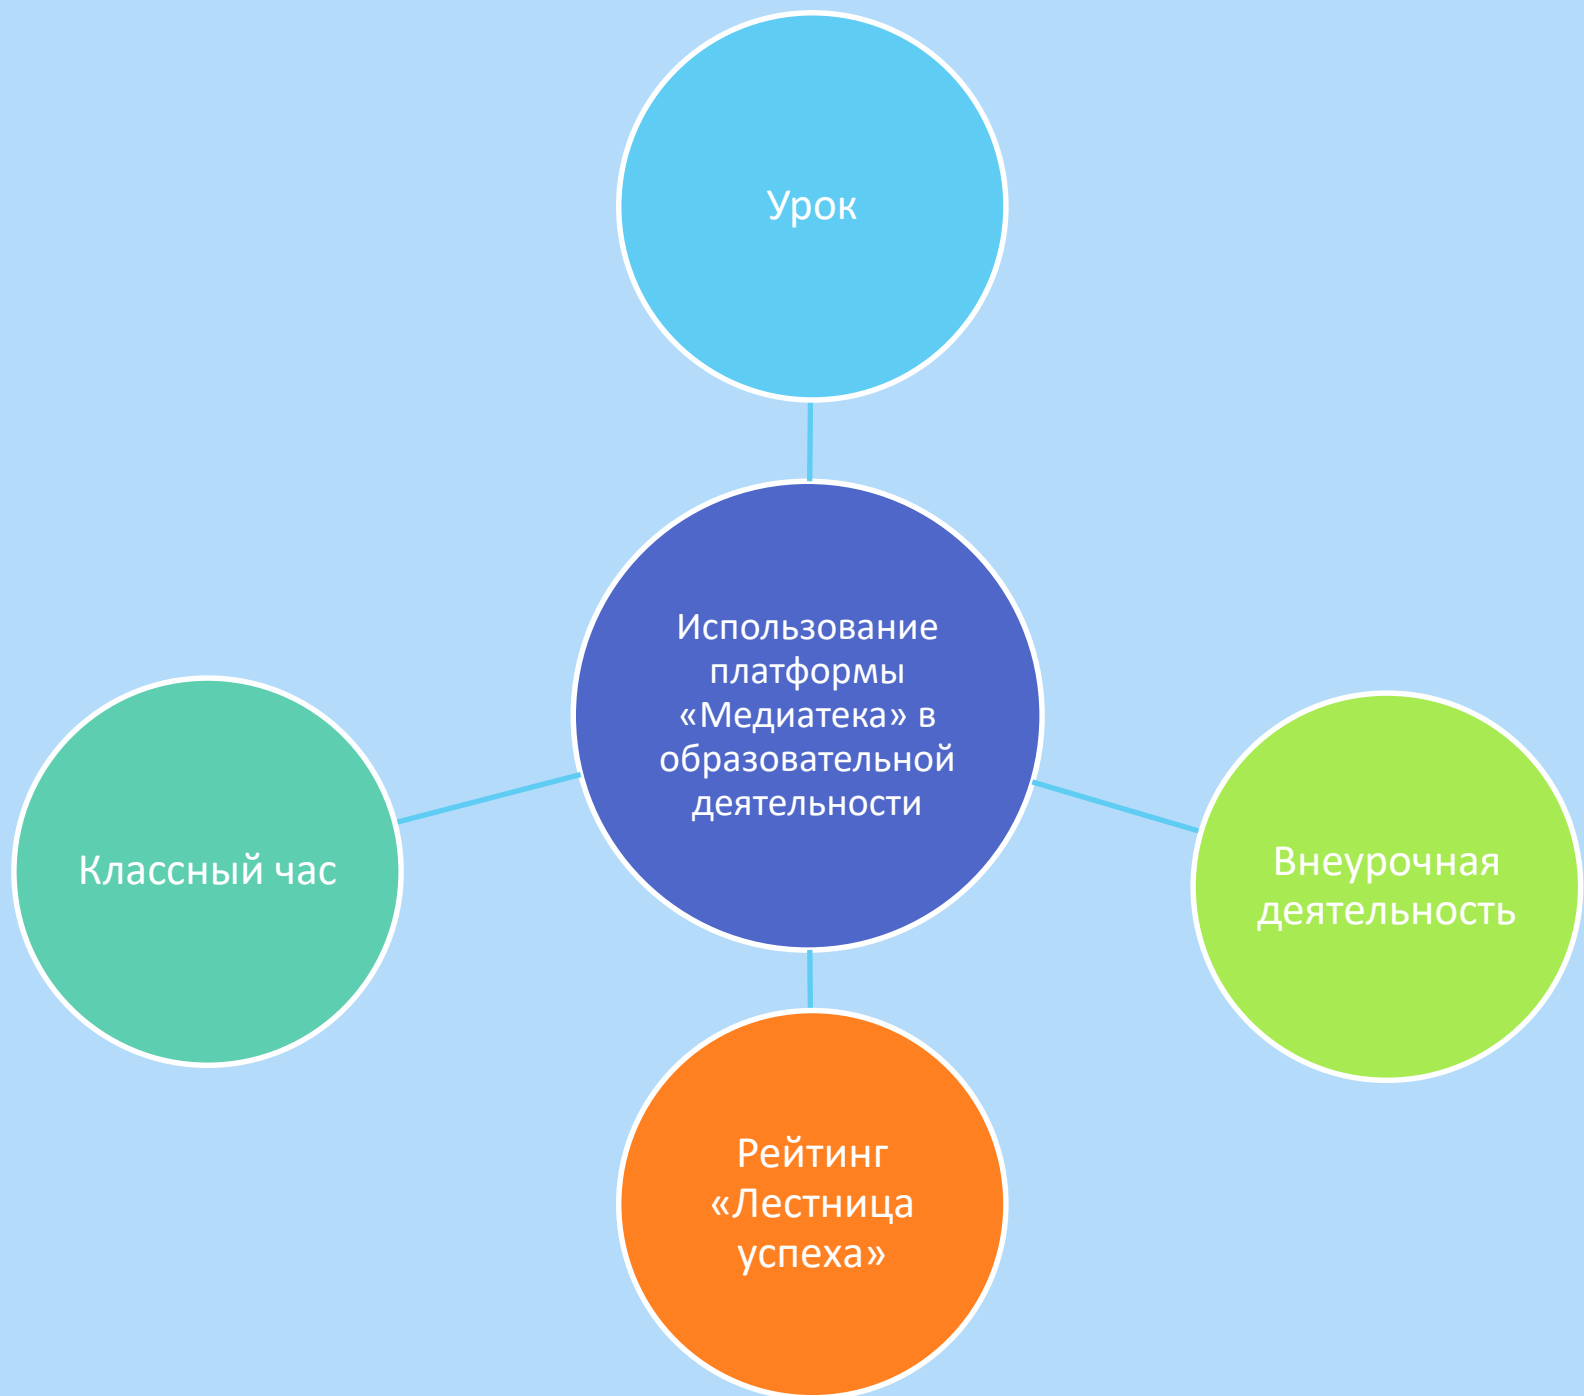 Урок
Использование
платформы
«Медиатека» в
образовательной
деятельности
Классный час
Внеурочная
деятельность
Рейтинг
«Лестница
успеха»